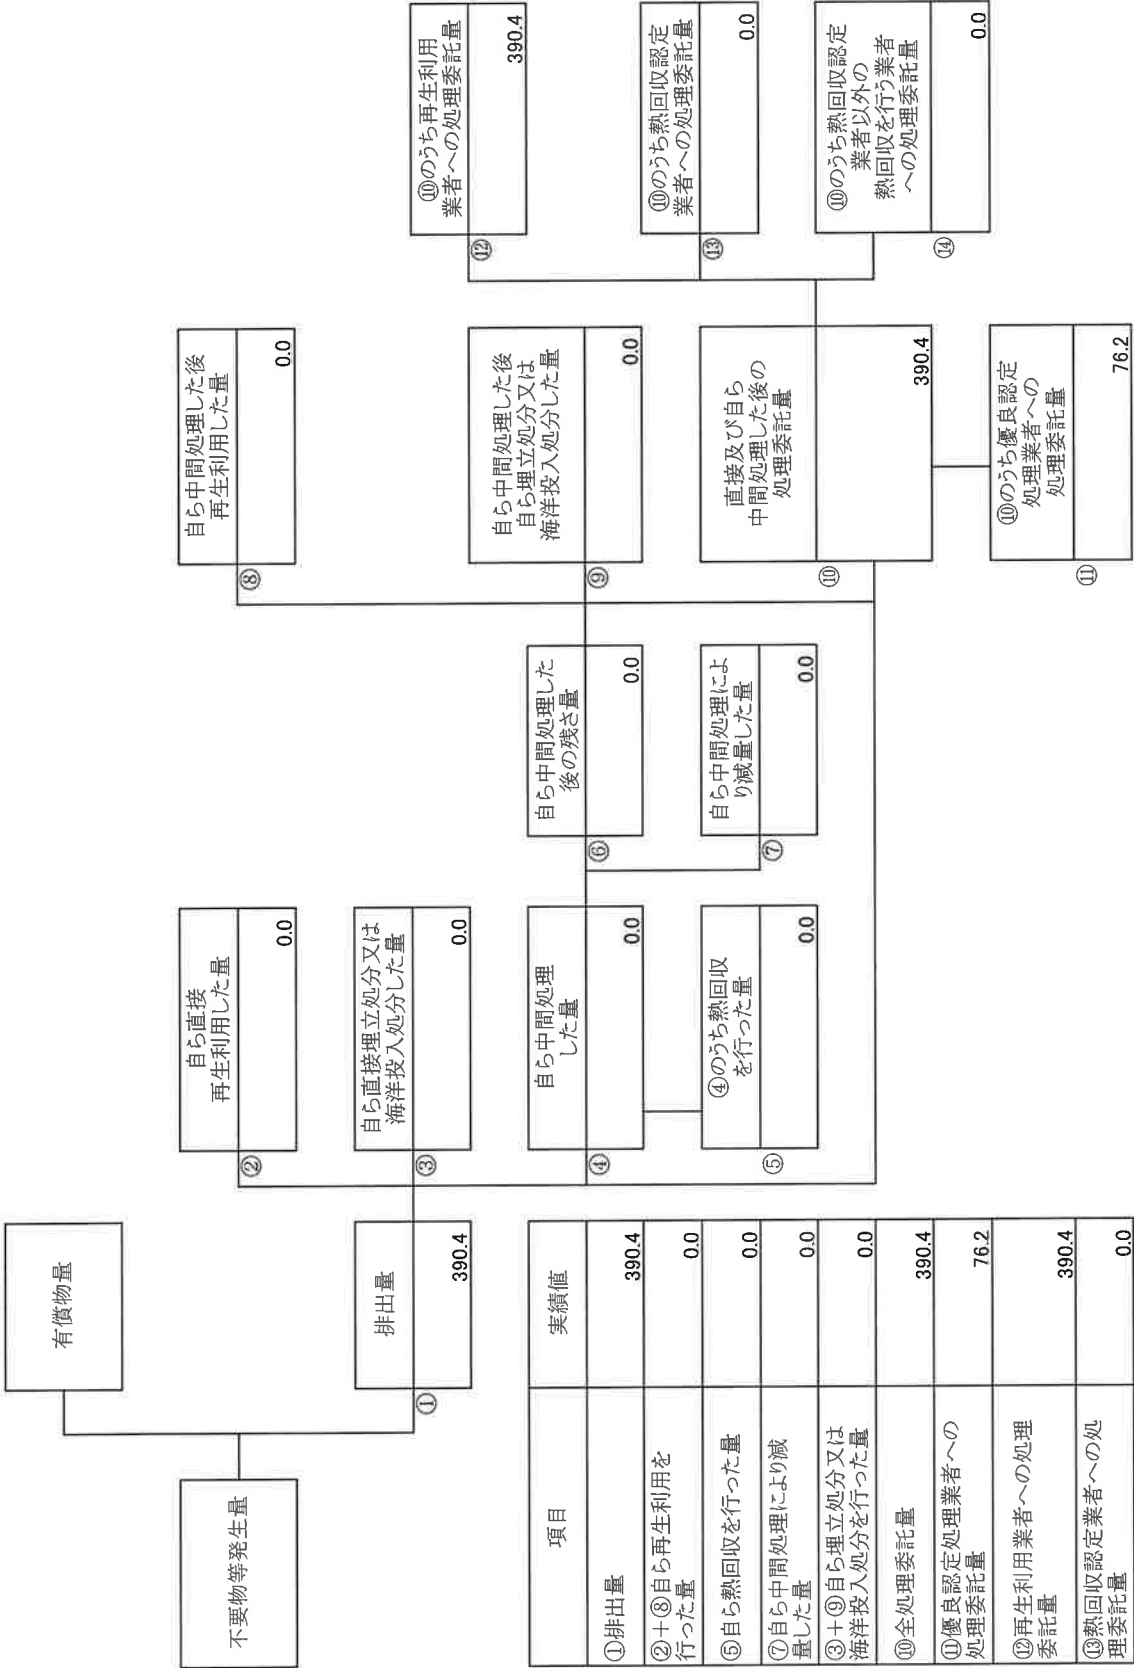 不要物等発生量
有償物量
①
排出量
390.4
②
自ら直接
再生利用した量
0.0
③
自ら直接埋立処分又は
海洋投入処分した量
0.0
④
自ら中間処理
した量
0.0
⑤
④のうち熱回収
を行った量
0.0
⑥
自ら中間処理した
後の残さ量
0.0
⑦
自ら中間処理によ
り減量した量
0.0
⑧
自ら中間処理した後
再生利用した量
0.0
⑨
自ら中間処理した後
自ら埋立処分又は
海洋投入処分した量
0.0
⑩
直接及び自ら
中間処理した後の
処理委託量
390.4
⑪
⑩のうち優良認定
処理業者への
処理委託量
76.2
⑫
⑩のうち再生利用
業者への処理委託量
390.4
⑬
⑩のうち熱回収認定
業者への処理委託量
0.0
⑭
⑩のうち熱回収認定
業者以外の
熱回収を行う業者
への処理委託量
0.0
項目 実績値
①排出量 390.4
②+⑧自ら再生利用を
行った量 0.0
⑤自ら熱回収を行った量 0.0
⑦自ら中間処理により減
量した量 0.0
③+⑨自ら埋立処分又は
海洋投入処分を行った量 0.0
⑩全処理委託量 390.4
⑪優良認定処理業者への
処理委託量 76.2
⑫再生利用業者への処理
委託量 390.4
⑬熱回収認定業者への処
理委託量 0.0